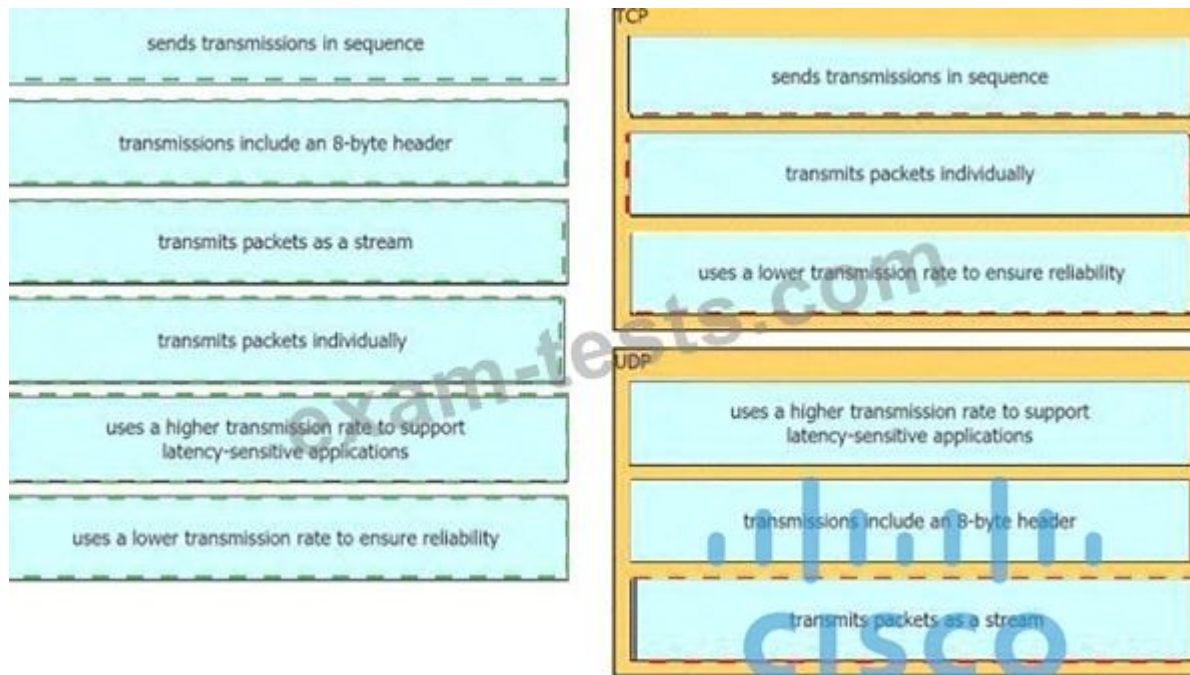 sends transmissions in sequence
transmissions include an 8-byte header
transmits packets as a stream
transmits packets individually
uses a higher transmission rate to support
latency-sensitive applications
uses a lower transmission rate to ensure reliability
TCP
sends transmissions in sequence
transmits packets individually
uses a lower transmission rate to ensure reliability
UDP
uses a higher transmission rate to support
latency-sensitive applications
transmissions include an 8-byte header
transmits packets as a stream
exam-tests.com
CISCO